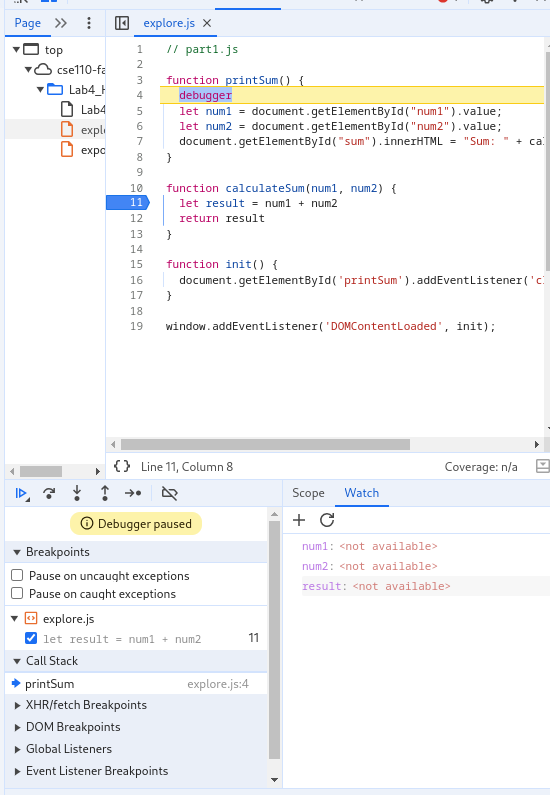 Page
explore.js
top
cse110-fa
Lab4_H
Lab4
explo
expo
1 // part1.js
2
3 function printSum() {
4 debugger
5 let num1 = document.getElementById("num1").value;
6 let num2 = document.getElementById("num2").value;
7 document.getElementById("sum").innerHTML = "Sum: " + cal
8 }
9
10 function calculateSum(num1, num2) {
11 let result = num1 + num2
12 return result
13 }
14
15 function init() {
16 document.getElementById('printSum').addEventListener('cl
17 }
18
19 window.addEventListener('DOMContentLoaded', init);
{} Line 11, Column 8 Coverage: n/a
Debugger paused
Breakpoints
Pause on uncaught exceptions
Pause on caught exceptions
explore.js
let result = num1 + num2 11
Call Stack
printSum explore.js:4
XHR/fetch Breakpoints
DOM Breakpoints
Global Listeners
Event Listener Breakpoints
Scope Watch
num1: <not available>
num2: <not available>
result: <not available>